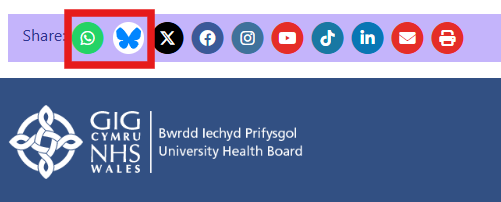 Share:
GIG
CYMRU
NHS
WALES
Bwrdd Iechyd Prifysgol
University Health Board